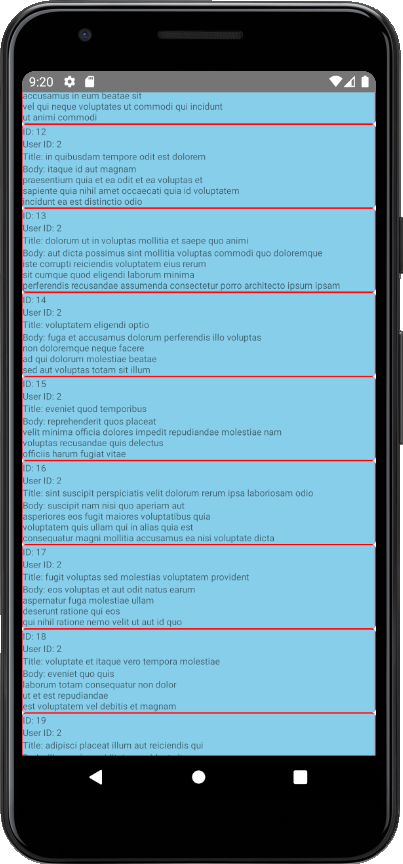 9:20
accusamus in eum beatae sit
vel qui neque voluptates ut commodi qui incidunt
ut animi commodi
ID: 12
User ID: 2
Title: in quibusdam tempore odit est dolorem
Body: itaque id aut magnam
praesentium quia et ea odit et ea voluptas et
sapiente quia nihil amet occaecati quia id voluptatem
incidunt ea est distinctio odio
ID: 13
User ID: 2
Title: dolorum ut in voluptas mollitia et saepe quo animi
Body: aut dicta possimus sint mollitia voluptas commodi quo doloremque
iste corrupti reiciendis voluptatem eius rerum
sit cumque quod eligendi laborum minima
perferendis recusandae assumenda consectetur porro architecto ipsum ipsam
ID: 14
User ID: 2
Title: voluptatem eligendi optio
Body: fuga et accusamus dolorum perferendis illo voluptas
non doloremque neque facere
ad qui dolorum molestiae beatae
sed aut voluptas totam sit illum
ID: 15
User ID: 2
Title: eveniet quod temporibus
Body: reprehenderit quos placeat
velit minima officia dolores impedit repudiandae molestiae nam
voluptas recusandae quis delectus
officiis harum fugiat vitae
ID: 16
User ID: 2
Title: sint suscipit perspiciatis velit dolorum rerum ipsa laboriosam odio
Body: suscipit nam nisi quo aperiam aut
asperiores eos fugit maiores voluptatibus quia
voluptatem quis ullam qui in alias quia est
consequatur magni mollitia accusamus ea nisi voluptate dicta
ID: 17
User ID: 2
Title: fugit voluptas sed molestias voluptatem provident
Body: eos voluptas et aut odit natus earum
aspernatur fuga molestiae ullam
deserunt ratione qui eos
qui nihil ratione nemo velit ut aut id quo
ID: 18
User ID: 2
Title: voluptate et itaque vero tempora molestiae
Body: eveniet quo quis
laborum totam consequatur non dolor
ut et est repudiandae
est voluptatem vel debitis et magnam
ID: 19
User ID: 2
Title: adipisci placeat illum aut reiciendis qui